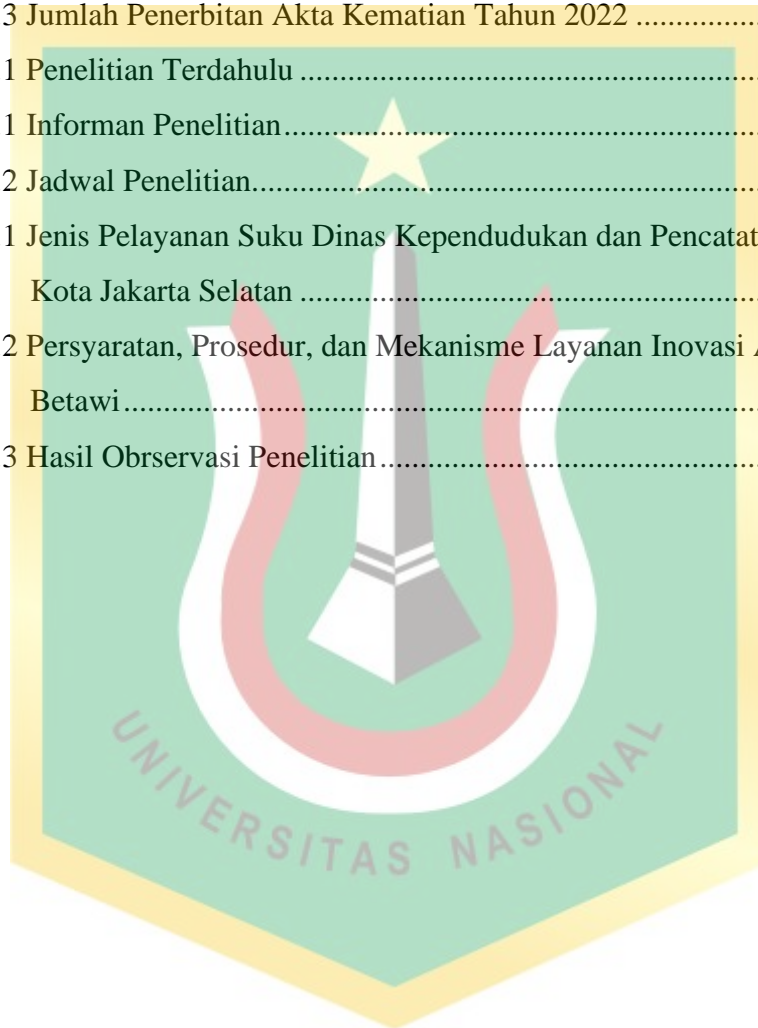 3 Jumlah Penerbitan Akta Kematian Tahun 2022 ................
1 Penelitian Terdahulu ..........................................................
1 Informan Penelitian............................................................
2 Jadwal Penelitian................................................................
1 Jenis Pelayanan Suku Dinas Kependudukan dan Pencatat
Kota Jakarta Selatan ..........................................................
2 Persyaratan, Prosedur, dan Mekanisme Layanan Inovasi
Betawi................................................................................
3 Hasil Obrservasi Penelitian................................................
UNIVERSITAS NASIONAL